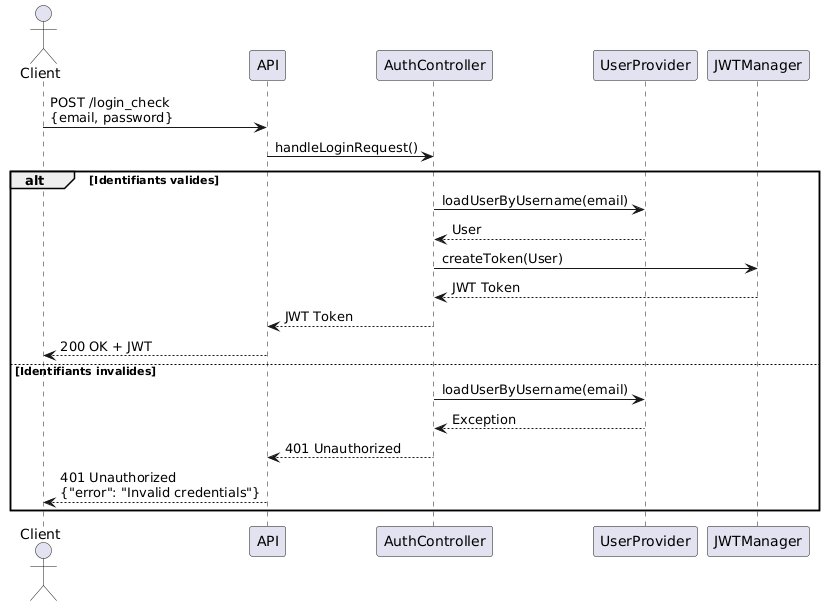 Client
API
AuthController
UserProvider
JWTManager
POST /login_check
{email, password}
handleLoginRequest()
alt
[Identifiants valides]
loadUserByUsername(email)
User
createToken(User)
JWT Token
JWT Token
200 OK + JWT
[Identifiants invalides]
loadUserByUsername(email)
Exception
401 Unauthorized
401 Unauthorized
{"error": "Invalid credentials"}
Client
API
AuthController
UserProvider
JWTManager